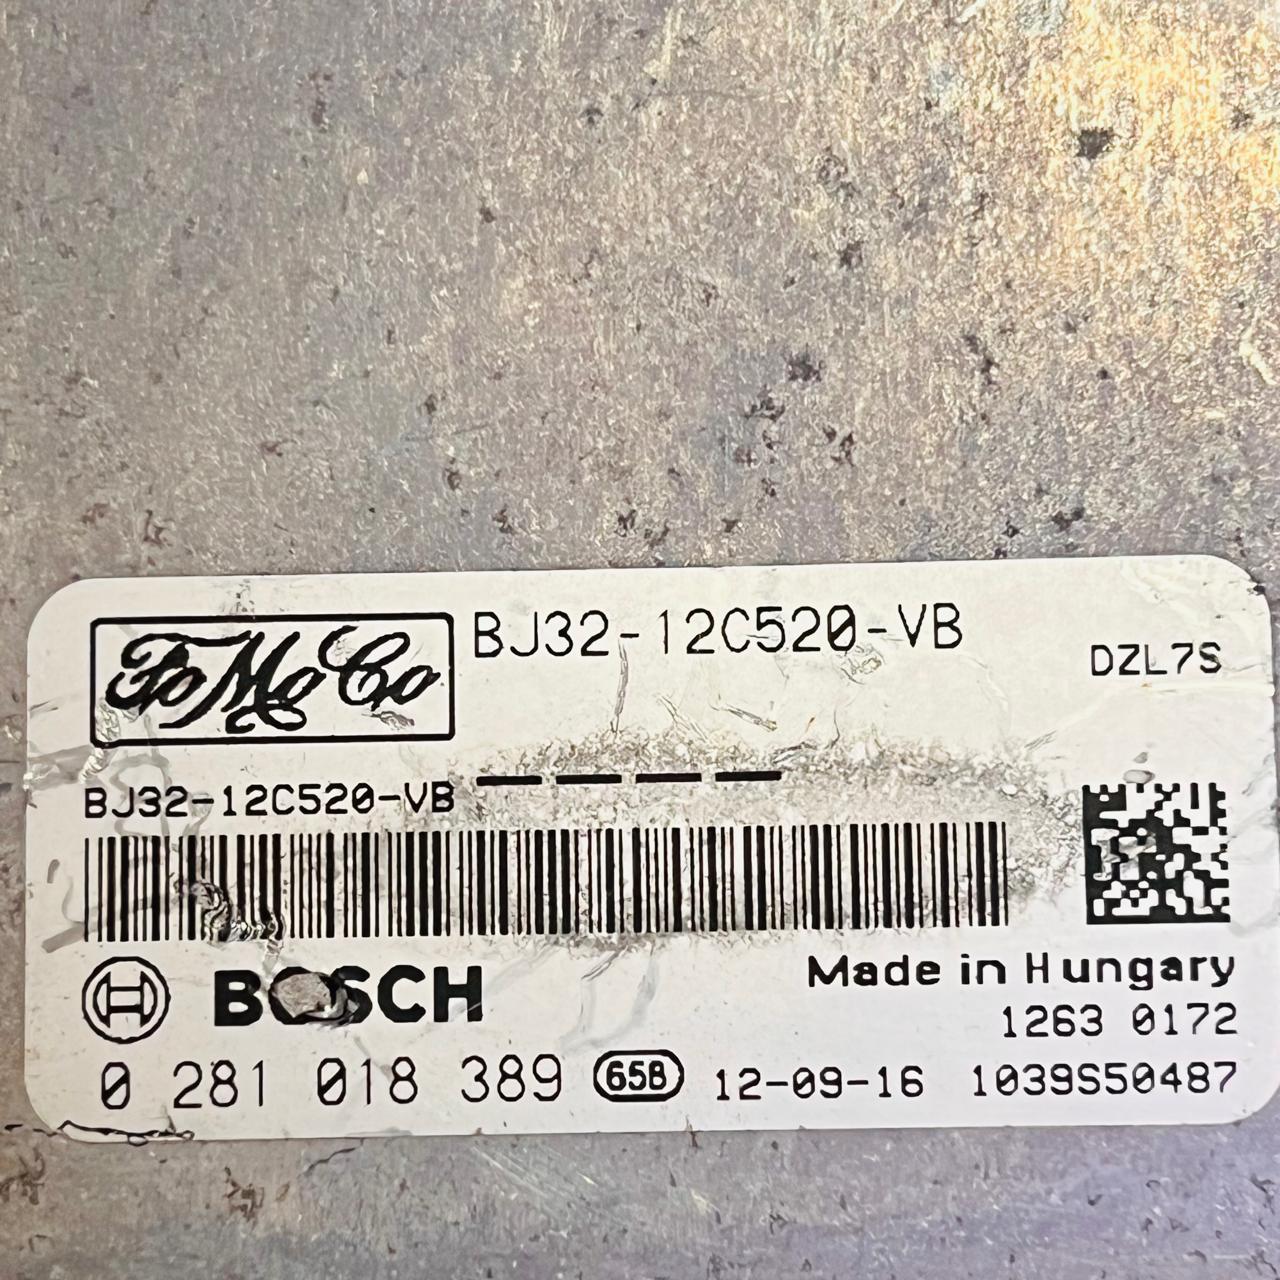 FoMoCo BJ32-12C520-VB DZL7S
BJ32-12C520-VB
BOSCH Made in Hungary
1263 0172
0 281 018 389 65B 12-09-16 1039S50487